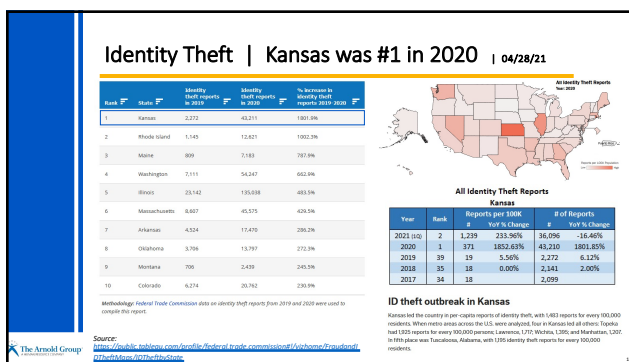 Identity Theft | Kansas was #1 in 2020 | 04/28/21
Rank State Identity theft reports in 2019 Identity theft reports in 2020 % increase in identity theft reports 2019-2020
1 Kansas 2,272 43,211 1801.9%
2 Rhode Island 1,145 12,621 1002.3%
3 Maine 809 7,183 787.9%
4 Washington 7,111 54,247 662.9%
5 Illinois 23,142 135,038 483.5%
6 Massachusetts 8,607 45,575 429.5%
7 Arkansas 4,524 17,470 286.2%
8 Oklahoma 3,706 13,797 272.3%
9 Montana 706 2,439 245.5%
10 Colorado 6,274 20,762 230.9%
Methodology: Federal Trade Commission data on identity theft reports from 2019 and 2020 were used to
compile this report.
Source:
https://public.tableau.com/profile/federal.trade.commission#!/vizhome/FraudandI
DTheftMaps/IDTheftbyState
All Identity Theft Reports
Year: 2020
Reports per 100K Population
All Identity Theft Reports
Kansas
Year Rank Reports per 100K # of Reports
# YoY % Change # YoY % Change
2021 (1Q) 2 1,239 233.96% 36,096 -16.46%
2020 1 371 1852.63% 43,210 1801.85%
2019 39 19 5.56% 2,272 6.12%
2018 35 18 0.00% 2,141 2.00%
2017 34 18 2,099
ID theft outbreak in Kansas
Kansas led the country in per-capita reports of identity theft, with 1,483 reports for every 100,000
residents. When metro areas across the U.S. were analyzed, four in Kansas led all others: Topeka
had 1,925 reports for every 100,000 persons; Lawrence, 1,717; Wichita, 1,395; and Manhattan, 1,207.
In fifth place was Tuscaloosa, Alabama, with 1,195 identity theft reports for every 100,000
residents.
The Arnold Group